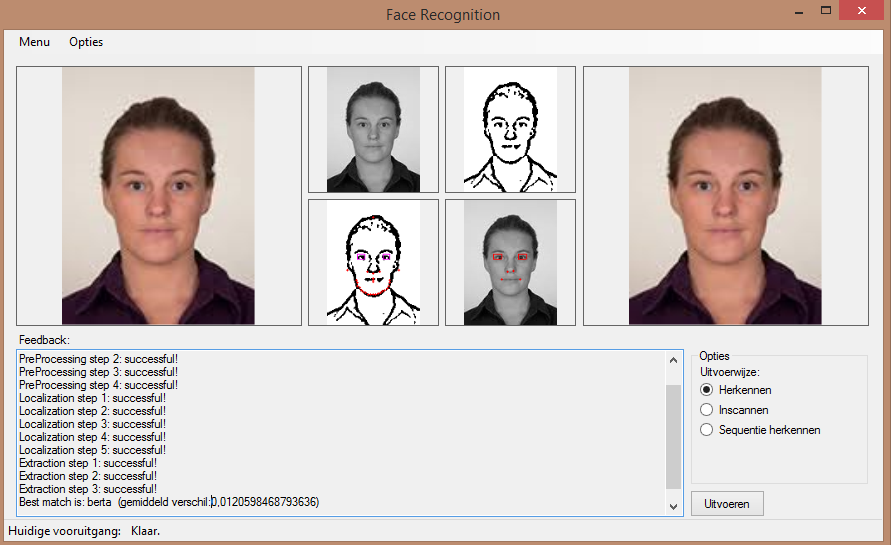 Face Recognition
Menu Opties
Feedback:
PreProcessing step 2: successful!
PreProcessing step 3: successful!
PreProcessing step 4: successful!
Localization step 1: successful!
Localization step 2: successful!
Localization step 3: successful!
Localization step 4: successful!
Localization step 5: successful!
Extraction step 1: successful!
Extraction step 2: successful!
Extraction step 3: successful!
Best match is: berta (gemiddeld verschil:0,0120598468793636)
Opties
Uitvoerwijze:
Herkennen
Inscannen
Sequentie herkennen
Uitvoeren
Huidige vooruitgang: Klaar.